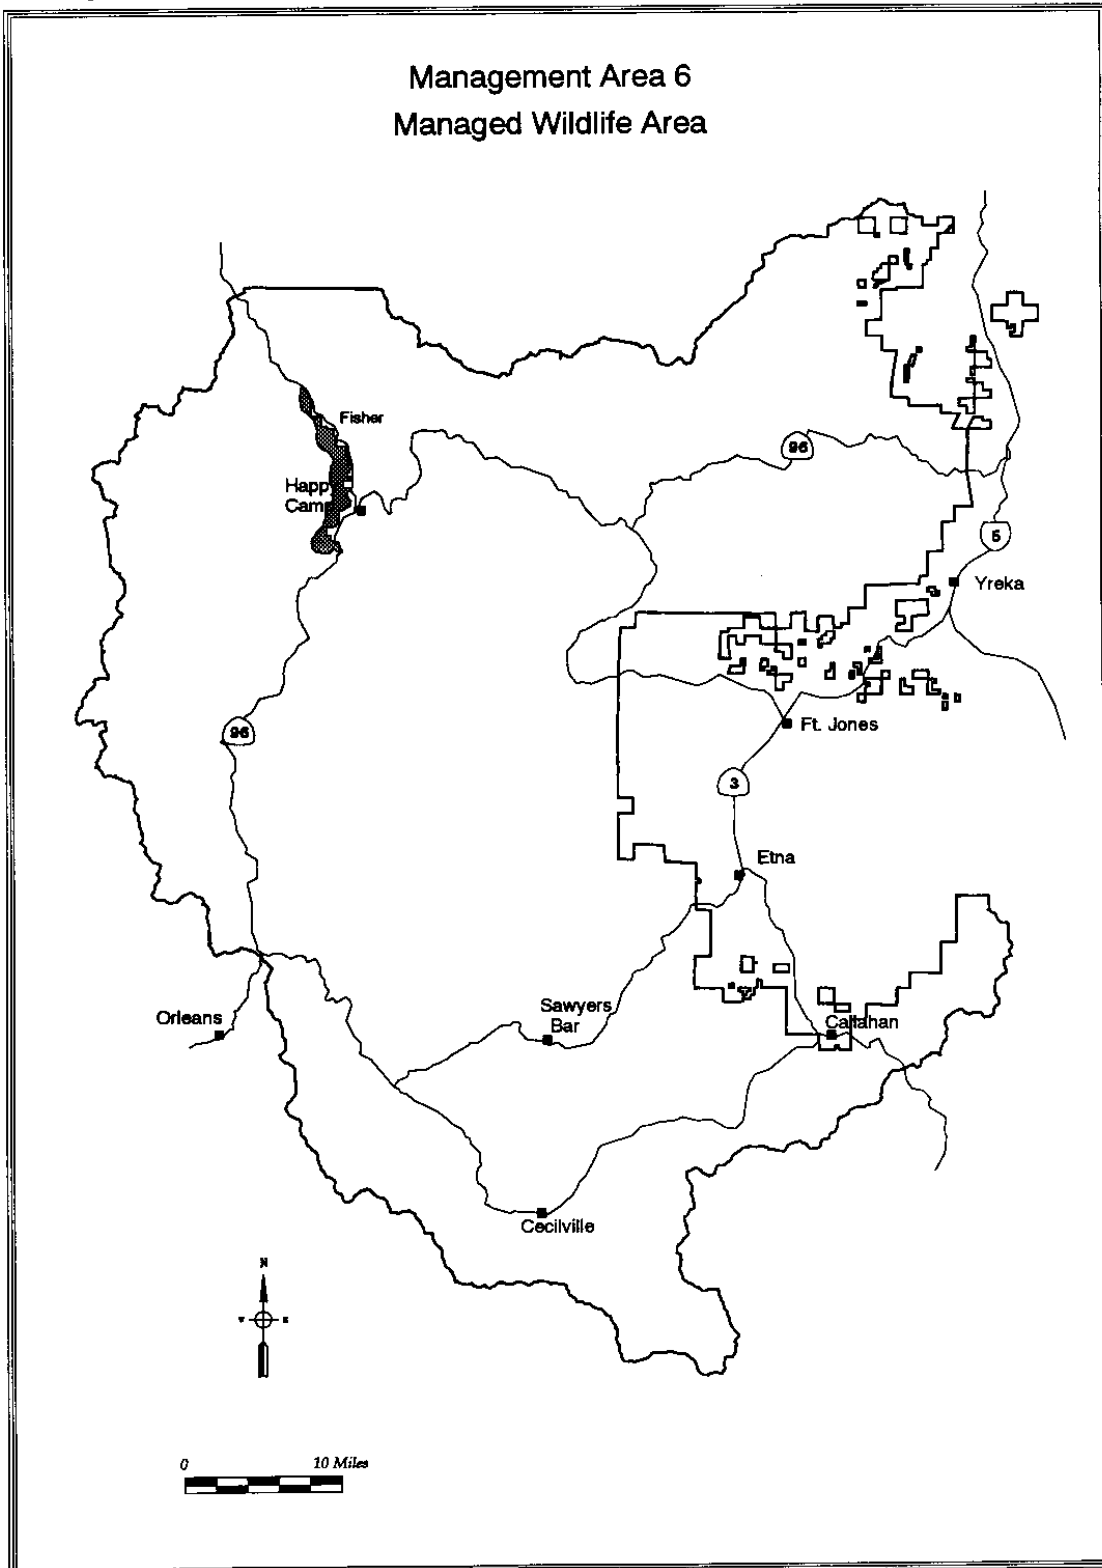 Management Area 6
Managed Wildlife Area
Fisher
96
Happy
Camp
5
Yreka
96
Ft. Jones
3
Etna
Orleans
Sawyers
Bar
Callahan
Cecilville
N
0 10 Miles